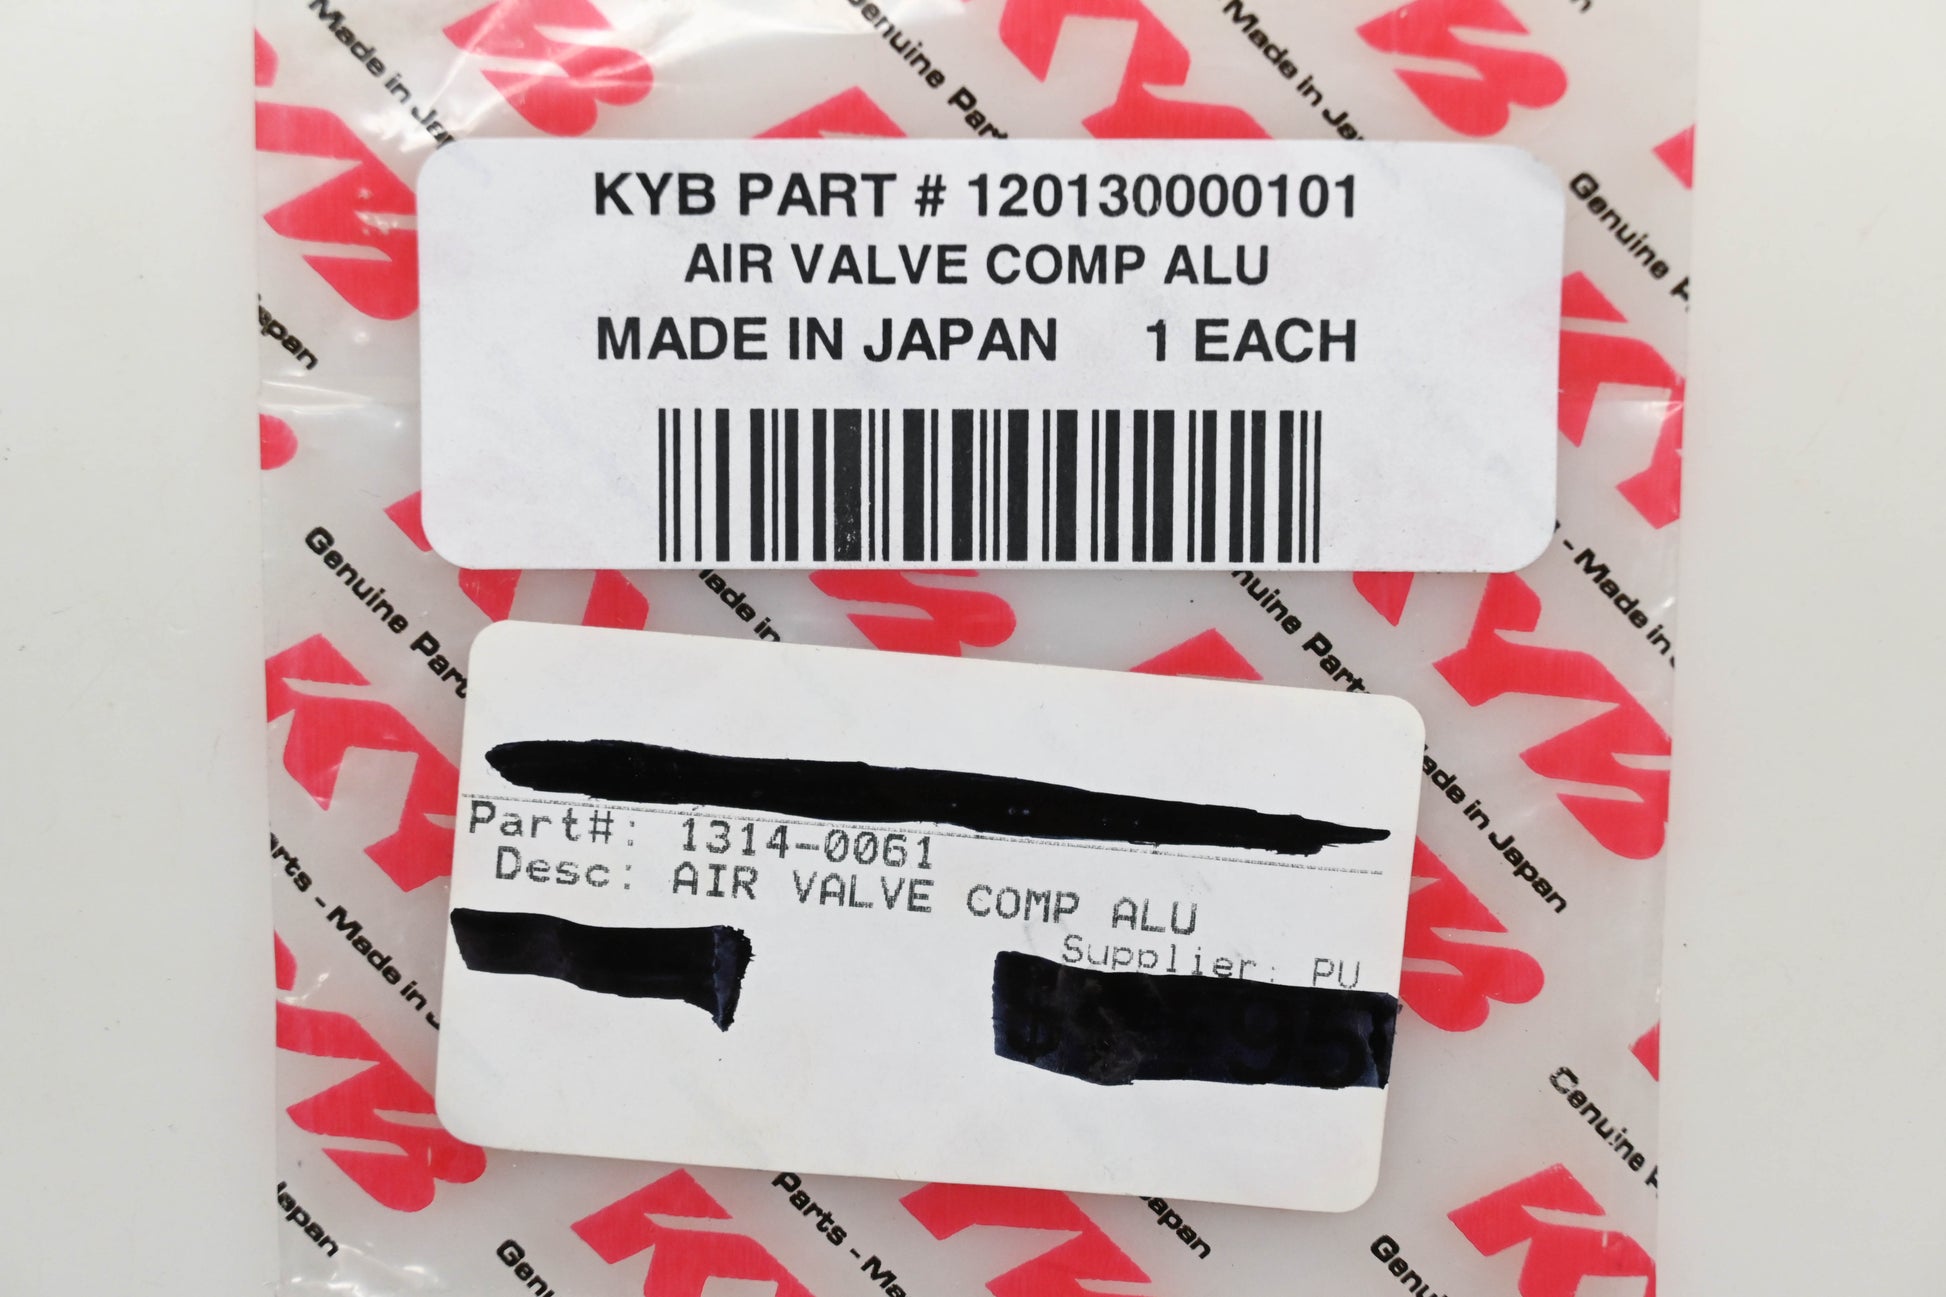 KYB PART # 120130000101
AIR VALVE COMP ALU
MADE IN JAPAN 1 EACH
Part#: 1314-0061
Desc: AIR VALVE COMP ALU
Supplier: PU
KYB
Genuine Parts - Made in Japan